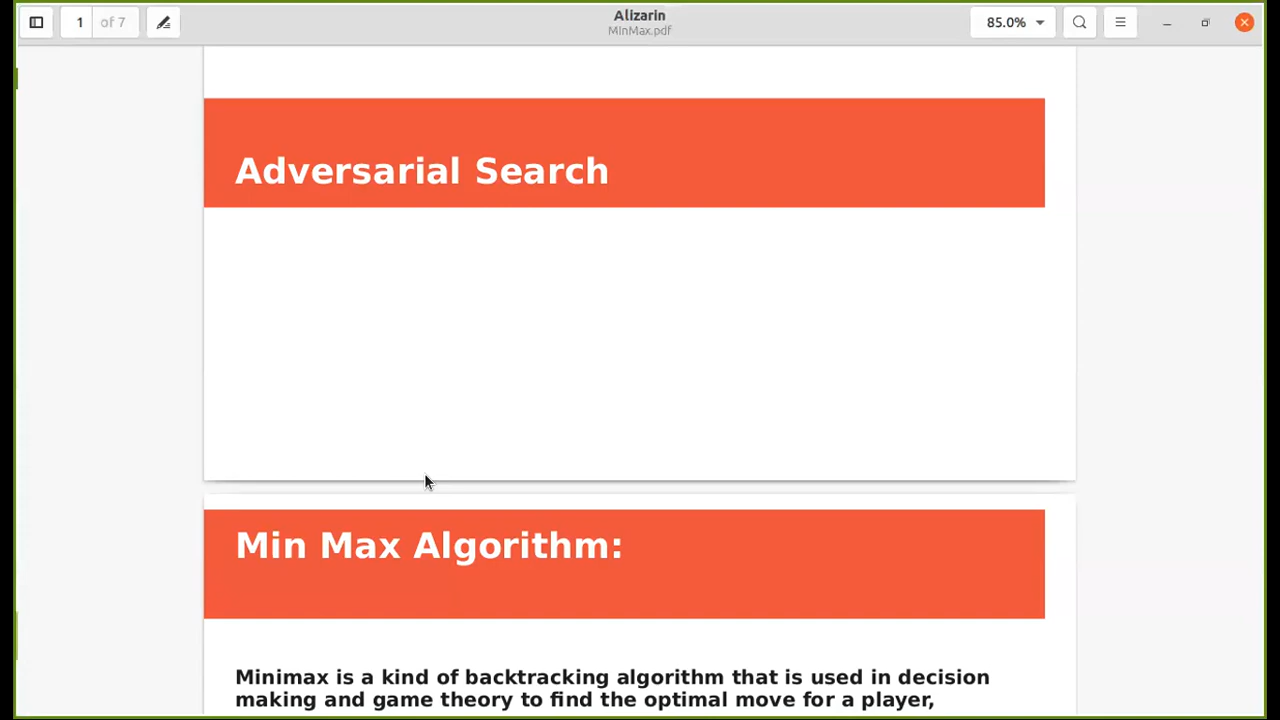 1 of 7
Alizarin
MinMax.pdf
85.0%
Adversarial Search
Min Max Algorithm:
Minimax is a kind of backtracking algorithm that is used in decision
making and game theory to find the optimal move for a player,